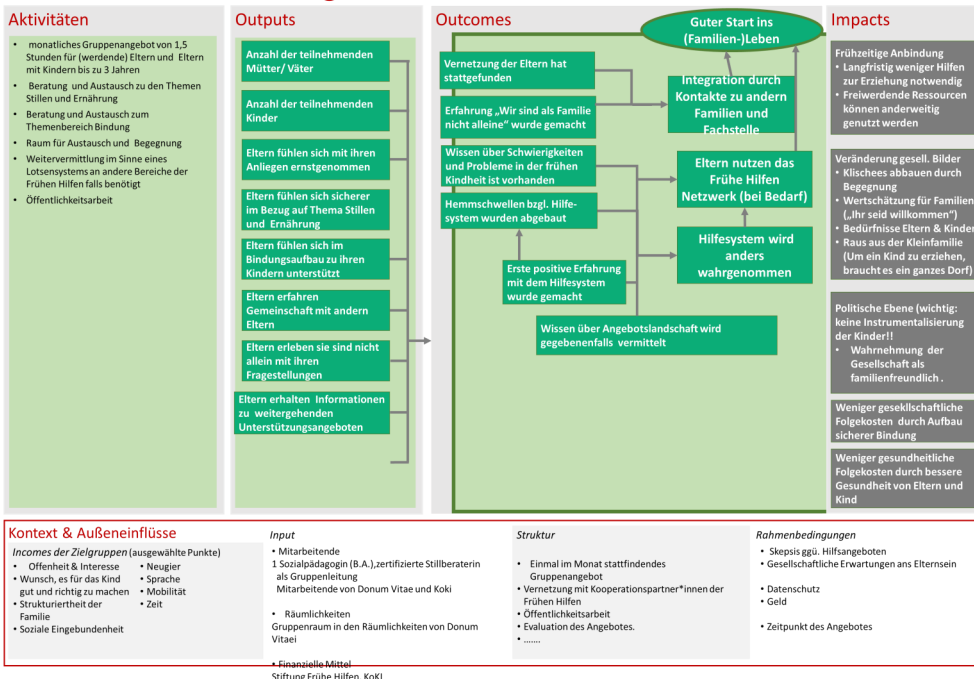 Aktivitäten
• monatliches Gruppenangebot von 1,5
Stunden für (werdende) Eltern und Eltern
mit Kindern bis zu 3 Jahren
• Beratung und Austausch zu den Themen
Stillen und Ernährung
• Beratung und Austausch zum
Themenbereich Bindung
• Raum für Austausch und Begegnung
• Weitervermittlung im Sinne eines
Lotsensystems an andere Bereiche der
Frühen Hilfen falls benötigt
• Öffentlichkeitsarbeit
Outputs
Anzahl der teilnehmenden
Mütter/ Väter
Anzahl der teilnehmenden
Kinder
Eltern fühlen sich mit ihren
Anliegen ernstgenommen
Eltern fühlen sich sicherer
im Bezug auf Thema Stillen
und Ernährung
Eltern fühlen sich im
Bindungsaufbau zu ihren
Kindern unterstützt
Eltern erfahren
Gemeinschaft mit andern
Eltern
Eltern erleben sie sind nicht
allein mit ihren
Fragestellungen
Eltern erhalten Informationen
zu weitergehenden
Unterstützungsangeboten
Outcomes
Guter Start ins
(Familien-)Leben
Vernetzung der Eltern hat
stattgefunden
Erfahrung „Wir sind als Familie
nicht alleine“ wurde gemacht
Integration durch
Kontakte zu andern
Familien und
Fachstelle
Wissen über Schwierigkeiten
und Probleme in der frühen
Kindheit ist vorhanden
Hemmschwellen bzgl. Hilfe-
system wurden abgebaut
Eltern nutzen das
Frühe Hilfen
Netzwerk (bei Bedarf)
Hilfesystem wird
anders
wahrgenommen
Erste positive Erfahrung
mit dem Hilfesystem
wurde gemacht
Wissen über Angebotslandschaft wird
gegebenenfalls vermittelt
Impacts
Frühzeitige Anbindung
• Langfristig weniger Hilfen
zur Erziehung notwendig
• Freiwerdende Ressourcen
können anderweitig
genutzt werden
Veränderung gesell. Bilder
• Klischees abbauen durch
Begegnung
• Wertschätzung für Familien
(„Ihr seid willkommen“)
• Bedürfnisse Eltern & Kinder
• Raus aus der Kleinfamilie
(Um ein Kind zu erziehen,
braucht es ein ganzes Dorf)
Politische Ebene (wichtig:
keine Instrumentalisierung
der Kinder!!
• Wahrnehmung der
Gesellschaft als
familienfreundlich .
Weniger gesekllschaftliche
Folgekosten durch Aufbau
sicherer Bindung
Weniger gesundheitliche
Folgekosten durch bessere
Gesundheit von Eltern und
Kind
Kontext & Außeneinflüsse
Incomes der Zielgruppen (ausgewählte Punkte)
• Offenheit & Interesse
• Wunsch, es für das Kind
gut und richtig zu machen
• Strukturiertheit der
Familie
• Soziale Eingebundenheit
• Neugier
• Sprache
• Mobilität
• Zeit
Input
• Mitarbeitende
1 Sozialpädagogin (B.A.),zertifizierte Stillberaterin
als Gruppenleitung
Mitarbeitende von Donum Vitae und Koki
• Räumlichkeiten
Gruppenraum in den Räumlichkeiten von Donum
Vitaei
• Finanzielle Mittel
Stiftung Frühe Hilfen, KoKI
Struktur
• Einmal im Monat stattfindendes
Gruppenangebot
• Vernetzung mit Kooperationspartner*innen der
Frühen Hilfen
• Öffentlichkeitsarbeit
• Evaluation des Angebotes.
• .......
Rahmenbedingungen
• Skepsis ggü. Hilfsangeboten
• Gesellschaftliche Erwartungen ans Elternsein
• Datenschutz
• Geld
• Zeitpunkt des Angebotes